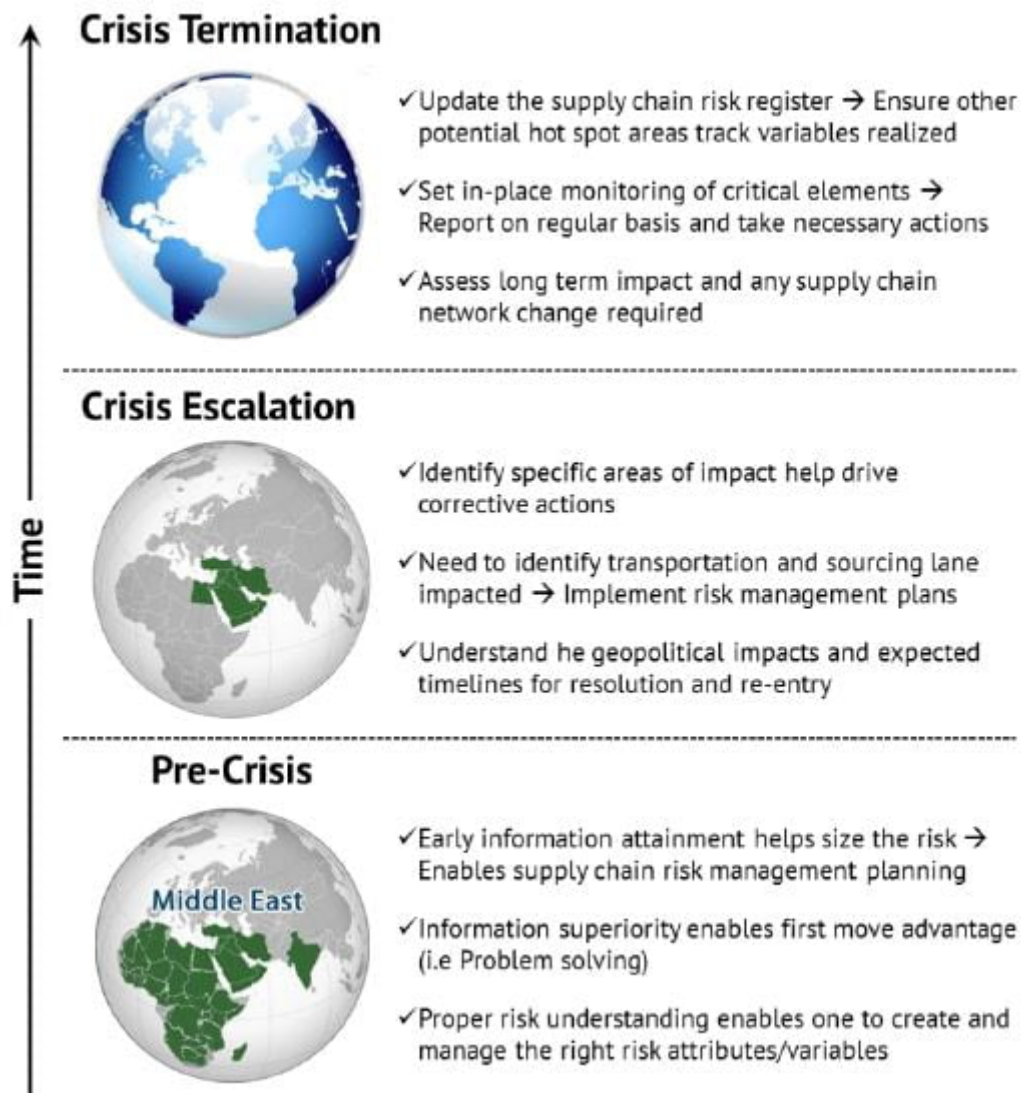 Crisis Termination
✓Update the supply chain risk register → Ensure other
potential hot spot areas track variables realized
✓Set in-place monitoring of critical elements →
Report on regular basis and take necessary actions
✓Assess long term impact and any supply chain
network change required
Crisis Escalation
✓Identify specific areas of impact help drive
corrective actions
✓Need to identify transportation and sourcing lane
impacted → Implement risk management plans
✓Understand he geopolitical impacts and expected
timelines for resolution and re-entry
Time
Pre-Crisis
Middle East
✓Early information attainment helps size the risk →
Enables supply chain risk management planning
✓Information superiority enables first move advantage
(i.e Problem solving)
✓Proper risk understanding enables one to create and
manage the right risk attributes/variables